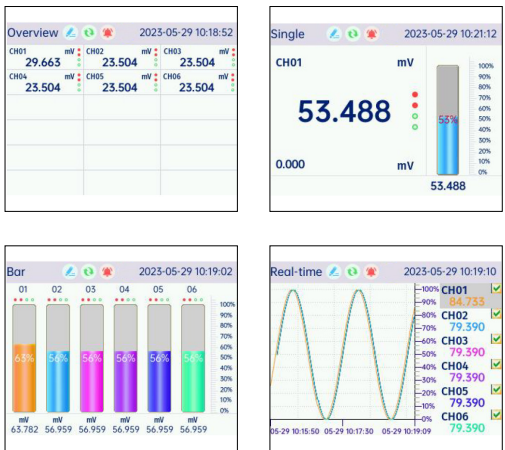 Overview 2023-05-29 10:18:52
CH01 mV CH02 mV CH03 mV
29.663 23.504 23.504
CH04 mV CH05 mV CH06 mV
23.504 23.504 23.504
Single 2023-05-29 10:21:12
CH01 mV
53.488
0.000 mV
100%
90%
80%
70%
60%
53%
50%
40%
30%
20%
10%
0%
53.488
Bar 2023-05-29 10:19:02
01 02 03 04 05 06
100%
90%
80%
70%
60%
63% 56% 56% 56% 56% 56%
50%
40%
30%
20%
10%
0%
mV mV mV mV mV mV
63.782 56.959 56.959 56.959 56.959 56.959
Real-time 2023-05-29 10:19:10
100% CH01
90% 84.733
80% CH02
70% 79.390
60% CH03
50% 79.390
40% CH04
30% 79.390
20% CH05
79.390
10% CH06
0% 79.390
05-29 10:15:50 05-29 10:17:30 05-29 10:19:09